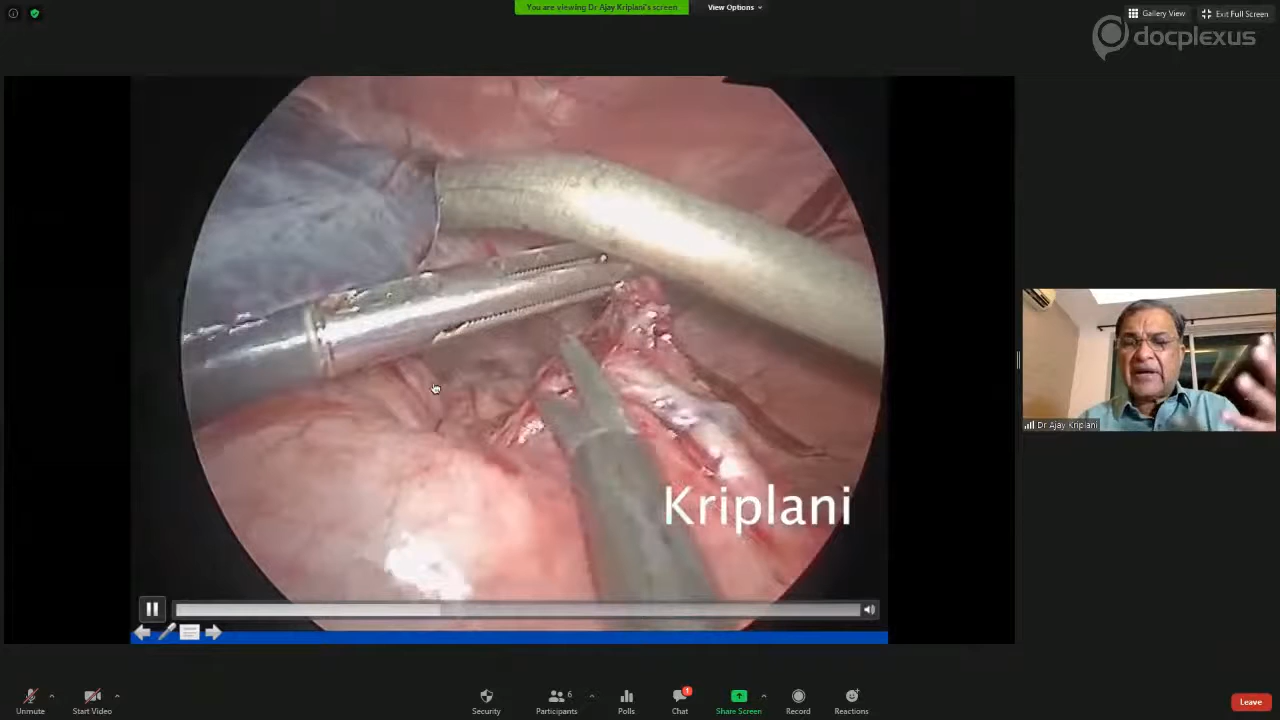 You are viewing Dr Ajay Kriplani's screen
View Options
Gallery View
Exit Full Screen
docplexus
Dr Ajay Kriplani
Kriplani
Unmute
Start Video
Security
6
Participants
Polls
1
Chat
Share Screen
Record
Reactions
Leave